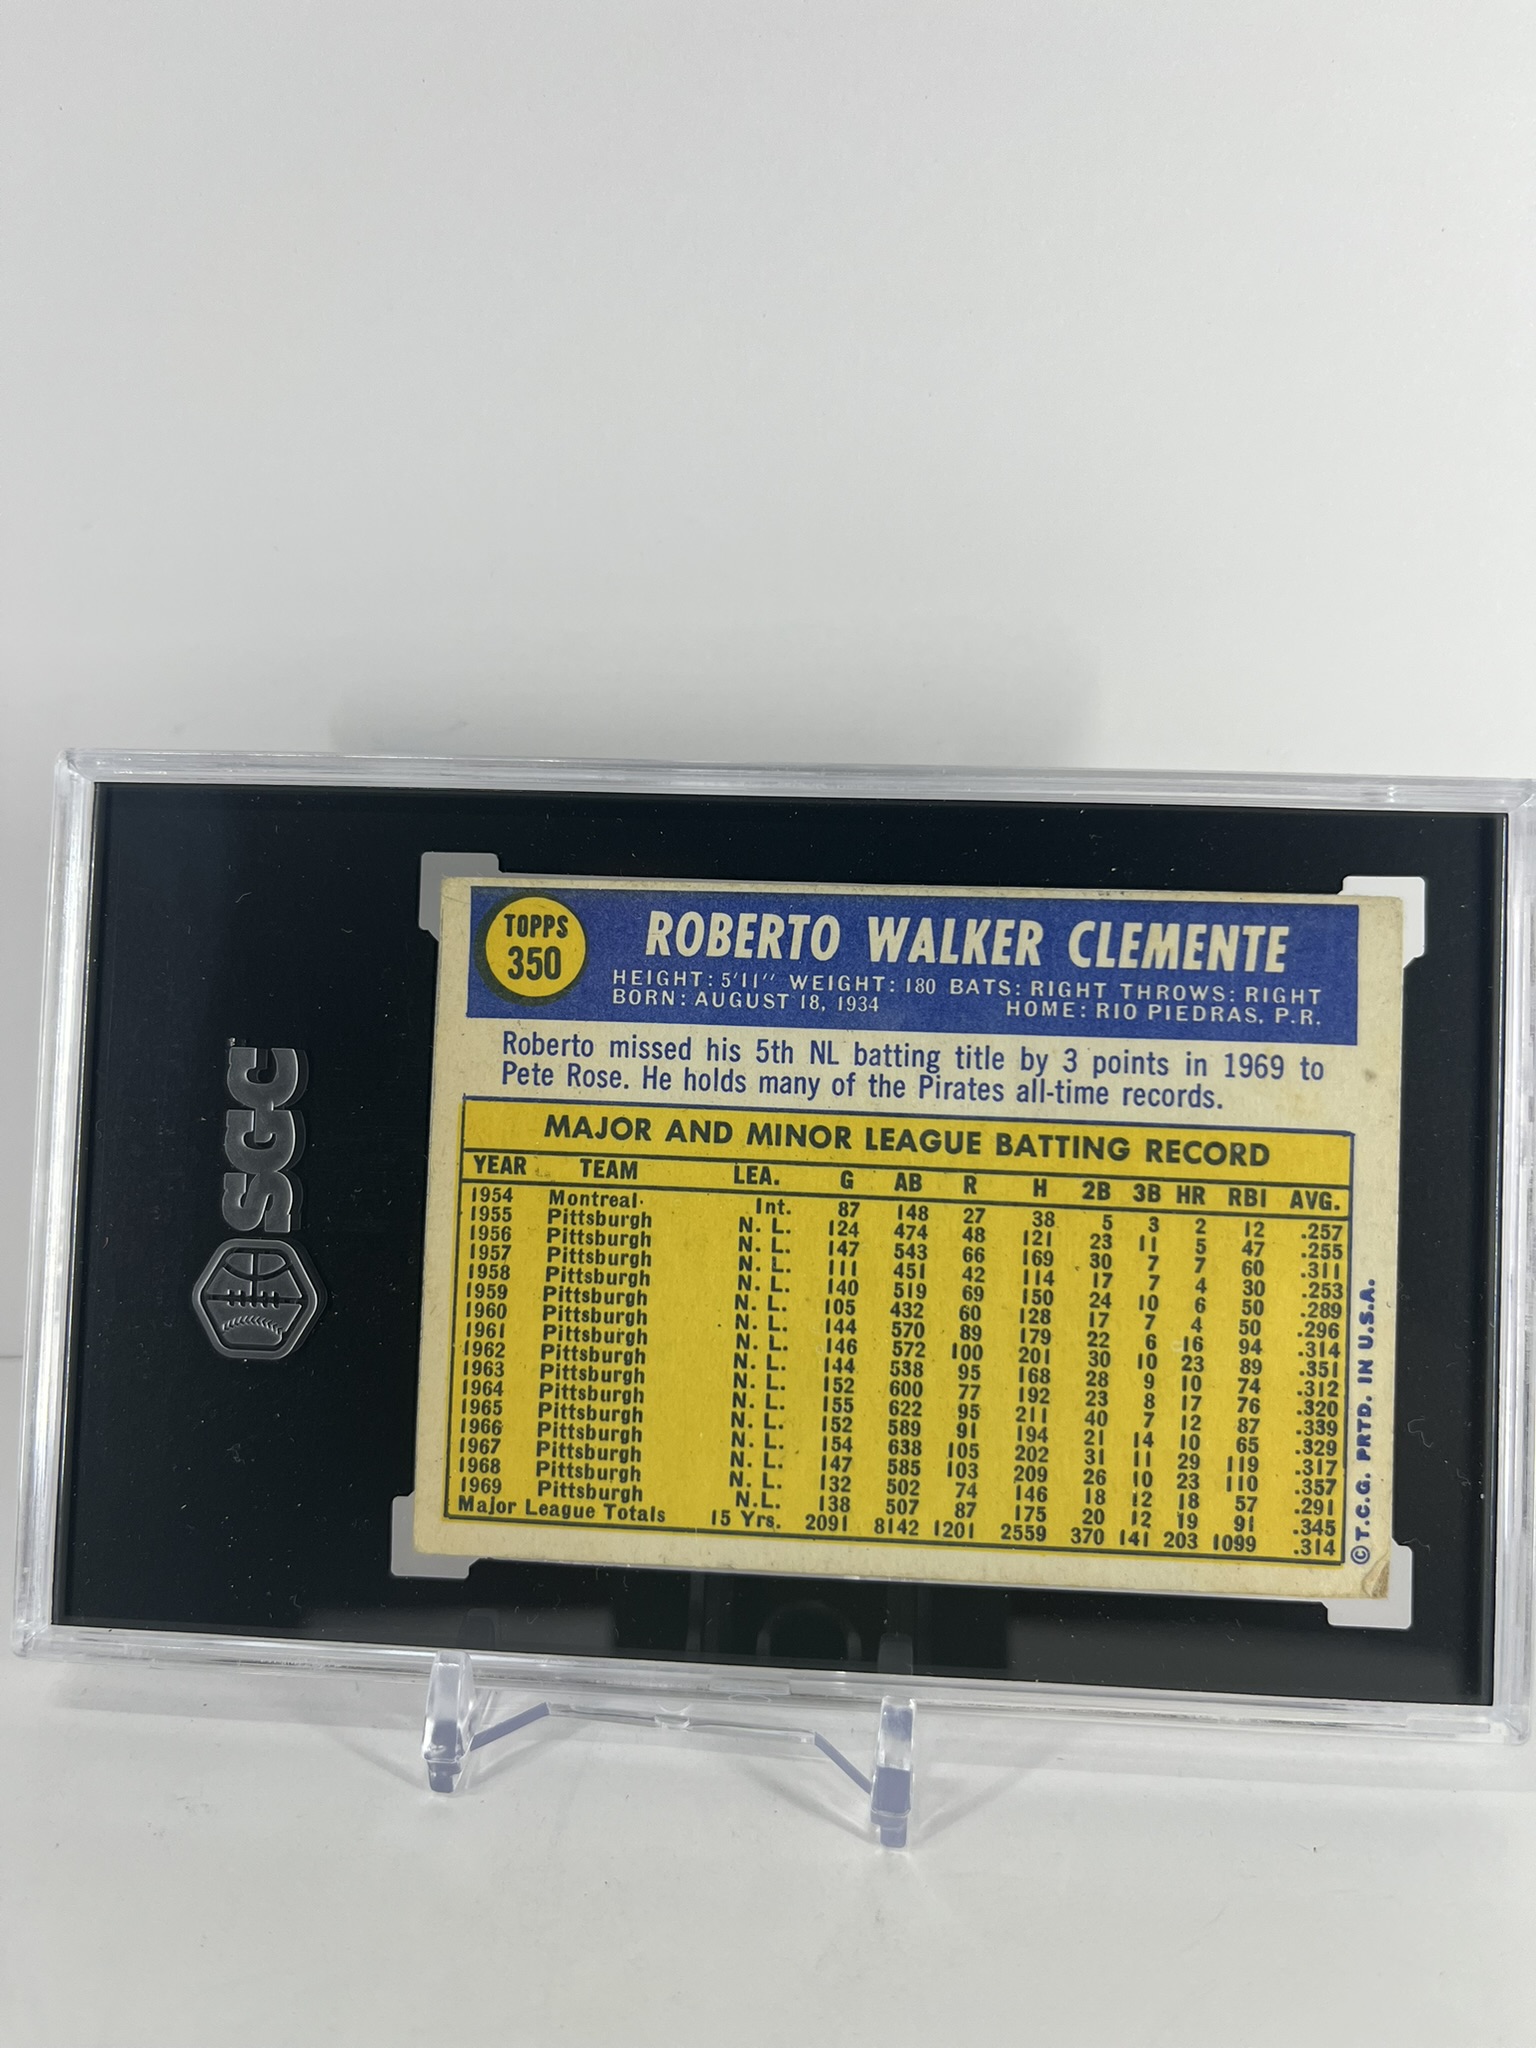 SGC
TOPPS
350
ROBERTO WALKER CLEMENTE
HEIGHT: 5'11" WEIGHT: 180 BATS: RIGHT THROWS: RIGHT
BORN: AUGUST 18, 1934 HOME: RIO PIEDRAS, P.R.
Roberto missed his 5th NL batting title by 3 points in 1969 to
Pete Rose. He holds many of the Pirates all-time records.
MAJOR AND MINOR LEAGUE BATTING RECORD
YEAR TEAM LEA. G AB R H 2B 3B HR RBI AVG.
1954 Montreal Int. 87 148 27 38 5 3 2 12 .257
1955 Pittsburgh N. L. 124 474 48 121 23 11 5 47 .255
1956 Pittsburgh N. L. 147 543 66 169 30 7 7 60 .311
1957 Pittsburgh N. L. 111 451 42 114 17 7 4 30 .253
1958 Pittsburgh N. L. 140 519 69 150 24 10 6 50 .289
1959 Pittsburgh N. L. 105 432 60 128 17 7 4 50 .296
1960 Pittsburgh N. L. 144 570 89 179 22 6 16 94 .314
1961 Pittsburgh N. L. 146 572 100 201 30 10 23 89 .351
1962 Pittsburgh N. L. 144 538 95 168 28 9 10 74 .312
1963 Pittsburgh N. L. 152 600 77 192 23 8 17 76 .320
1964 Pittsburgh N. L. 155 622 95 211 40 7 12 87 .339
1965 Pittsburgh N. L. 152 589 91 194 21 14 10 65 .329
1966 Pittsburgh N. L. 154 638 105 202 31 11 29 119 .317
1967 Pittsburgh N. L. 147 585 103 209 26 10 23 110 .357
1968 Pittsburgh N. L. 132 502 74 146 18 12 18 57 .291
1969 Pittsburgh N.L. 138 507 87 175 20 12 19 91 .345
Major League Totals 15 Yrs. 2091 8142 1201 2559 370 141 203 1099 .314
© T.C.G. PRTD. IN U.S.A.